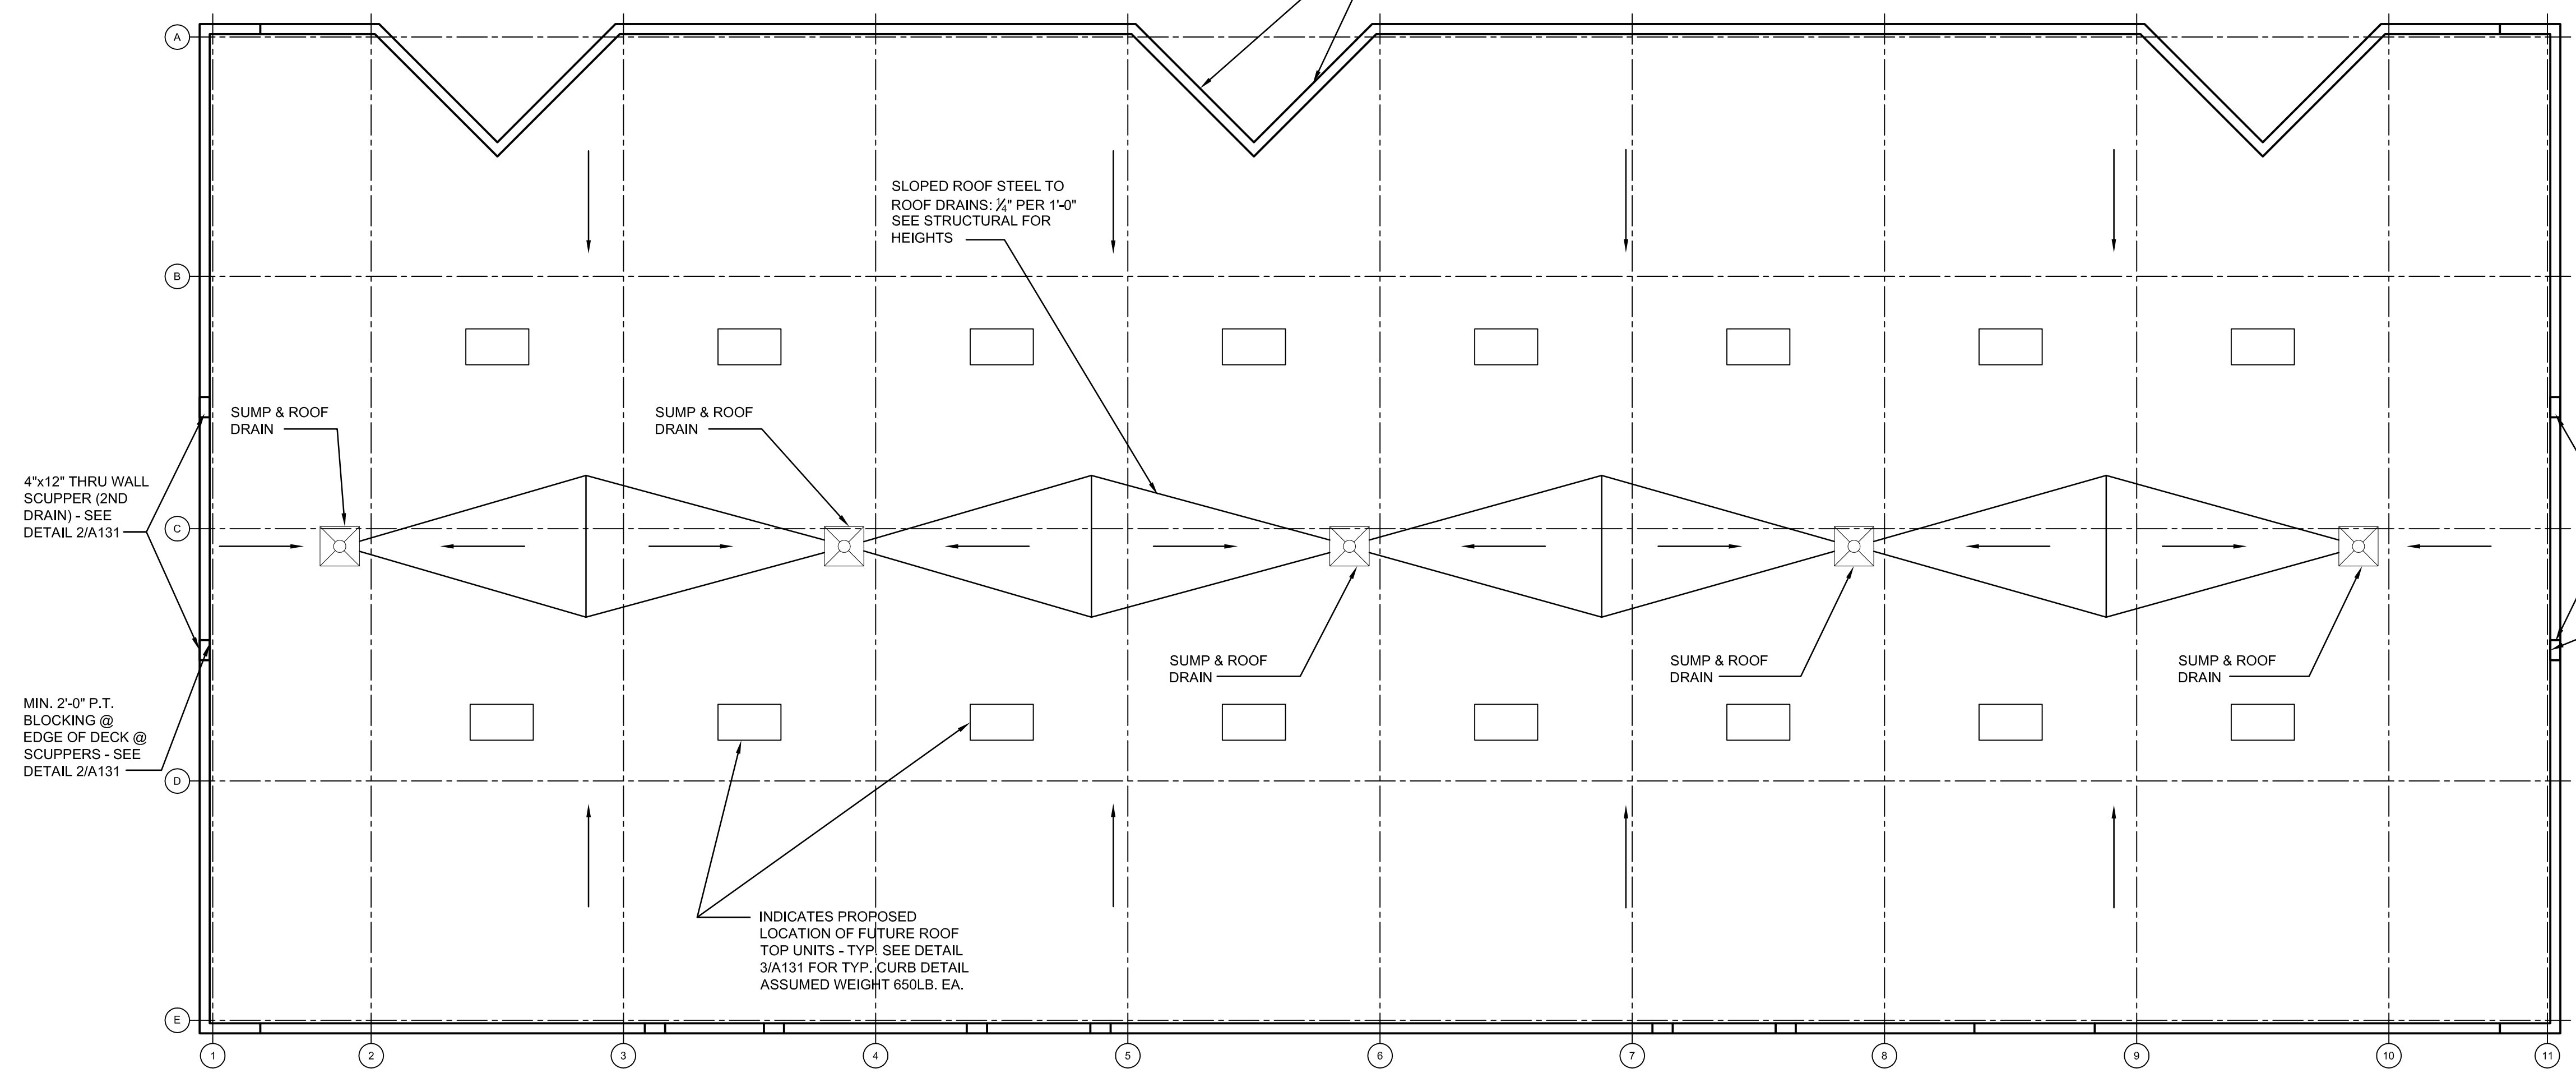 A
SLOPED ROOF STEEL TO
ROOF DRAINS: ¼" PER 1'-0"
SEE STRUCTURAL FOR
HEIGHTS
B
SUMP & ROOF
DRAIN
SUMP & ROOF
DRAIN
4"x12" THRU WALL
SCUPPER (2ND
DRAIN) - SEE
DETAIL 2/A131
C
SUMP & ROOF
DRAIN
SUMP & ROOF
DRAIN
SUMP & ROOF
DRAIN
MIN. 2'-0" P.T.
BLOCKING @
EDGE OF DECK @
SCUPPERS - SEE
DETAIL 2/A131
D
INDICATES PROPOSED
LOCATION OF FUTURE ROOF
TOP UNITS - TYP. SEE DETAIL
3/A131 FOR TYP. CURB DETAIL
ASSUMED WEIGHT 650LB. EA.
E
1 2 3 4 5 6 7 8 9 10 11